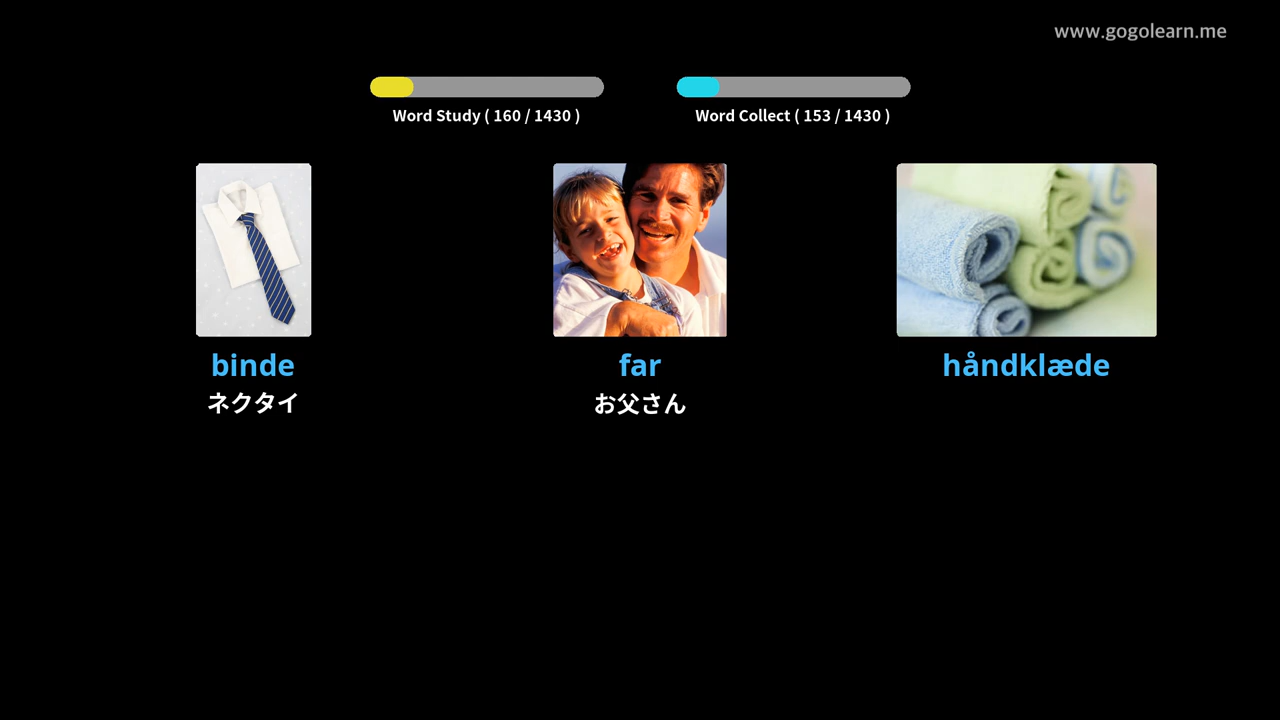 www.gogolearn.me
Word Study ( 160 / 1430 )
Word Collect ( 153 / 1430 )
binde
far
håndklæde
ネクタイ
お父さん